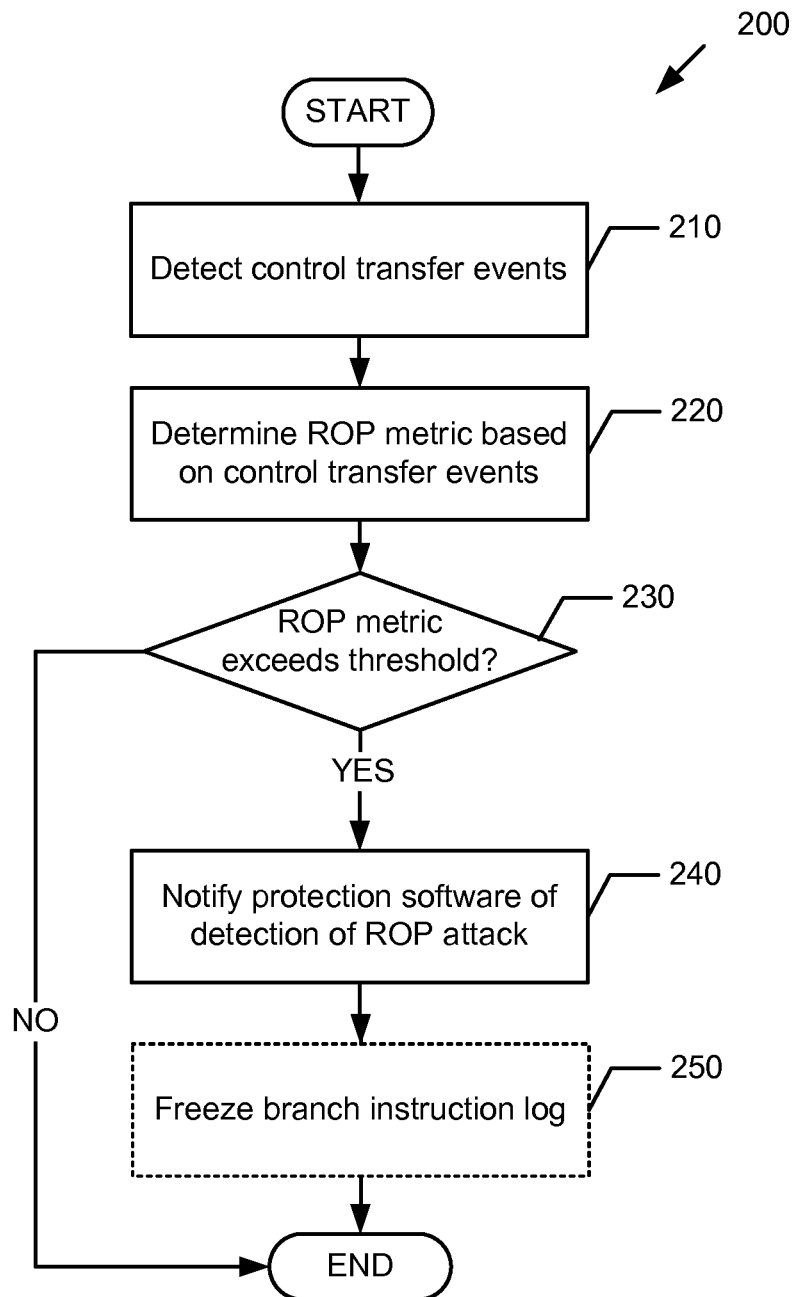 200
START
Detect control transfer events
210
Determine ROP metric based
on control transfer events
220
ROP metric
exceeds threshold?
230
YES
Notify protection software of
detection of ROP attack
240
NO
Freeze branch instruction log
250
END